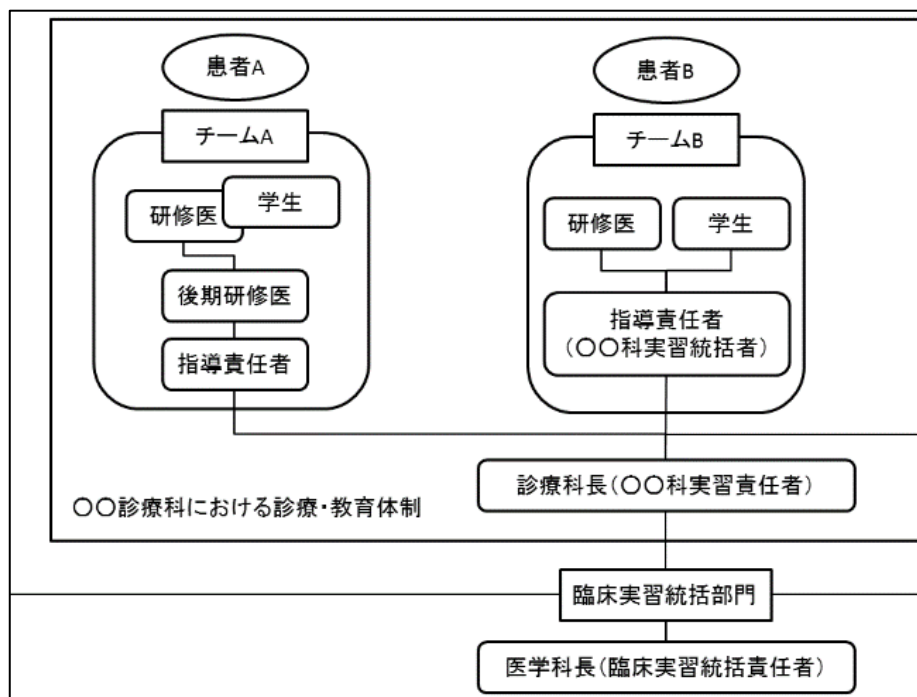 患者A
患者B
チームA
チームB
研修医
学生
研修医
学生
後期研修医
指導責任者
指導責任者
(〇〇科実習統括者)
診療科長(〇〇科実習責任者)
〇〇診療科における診療・教育体制
臨床実習統括部門
医学科長(臨床実習統括責任者)